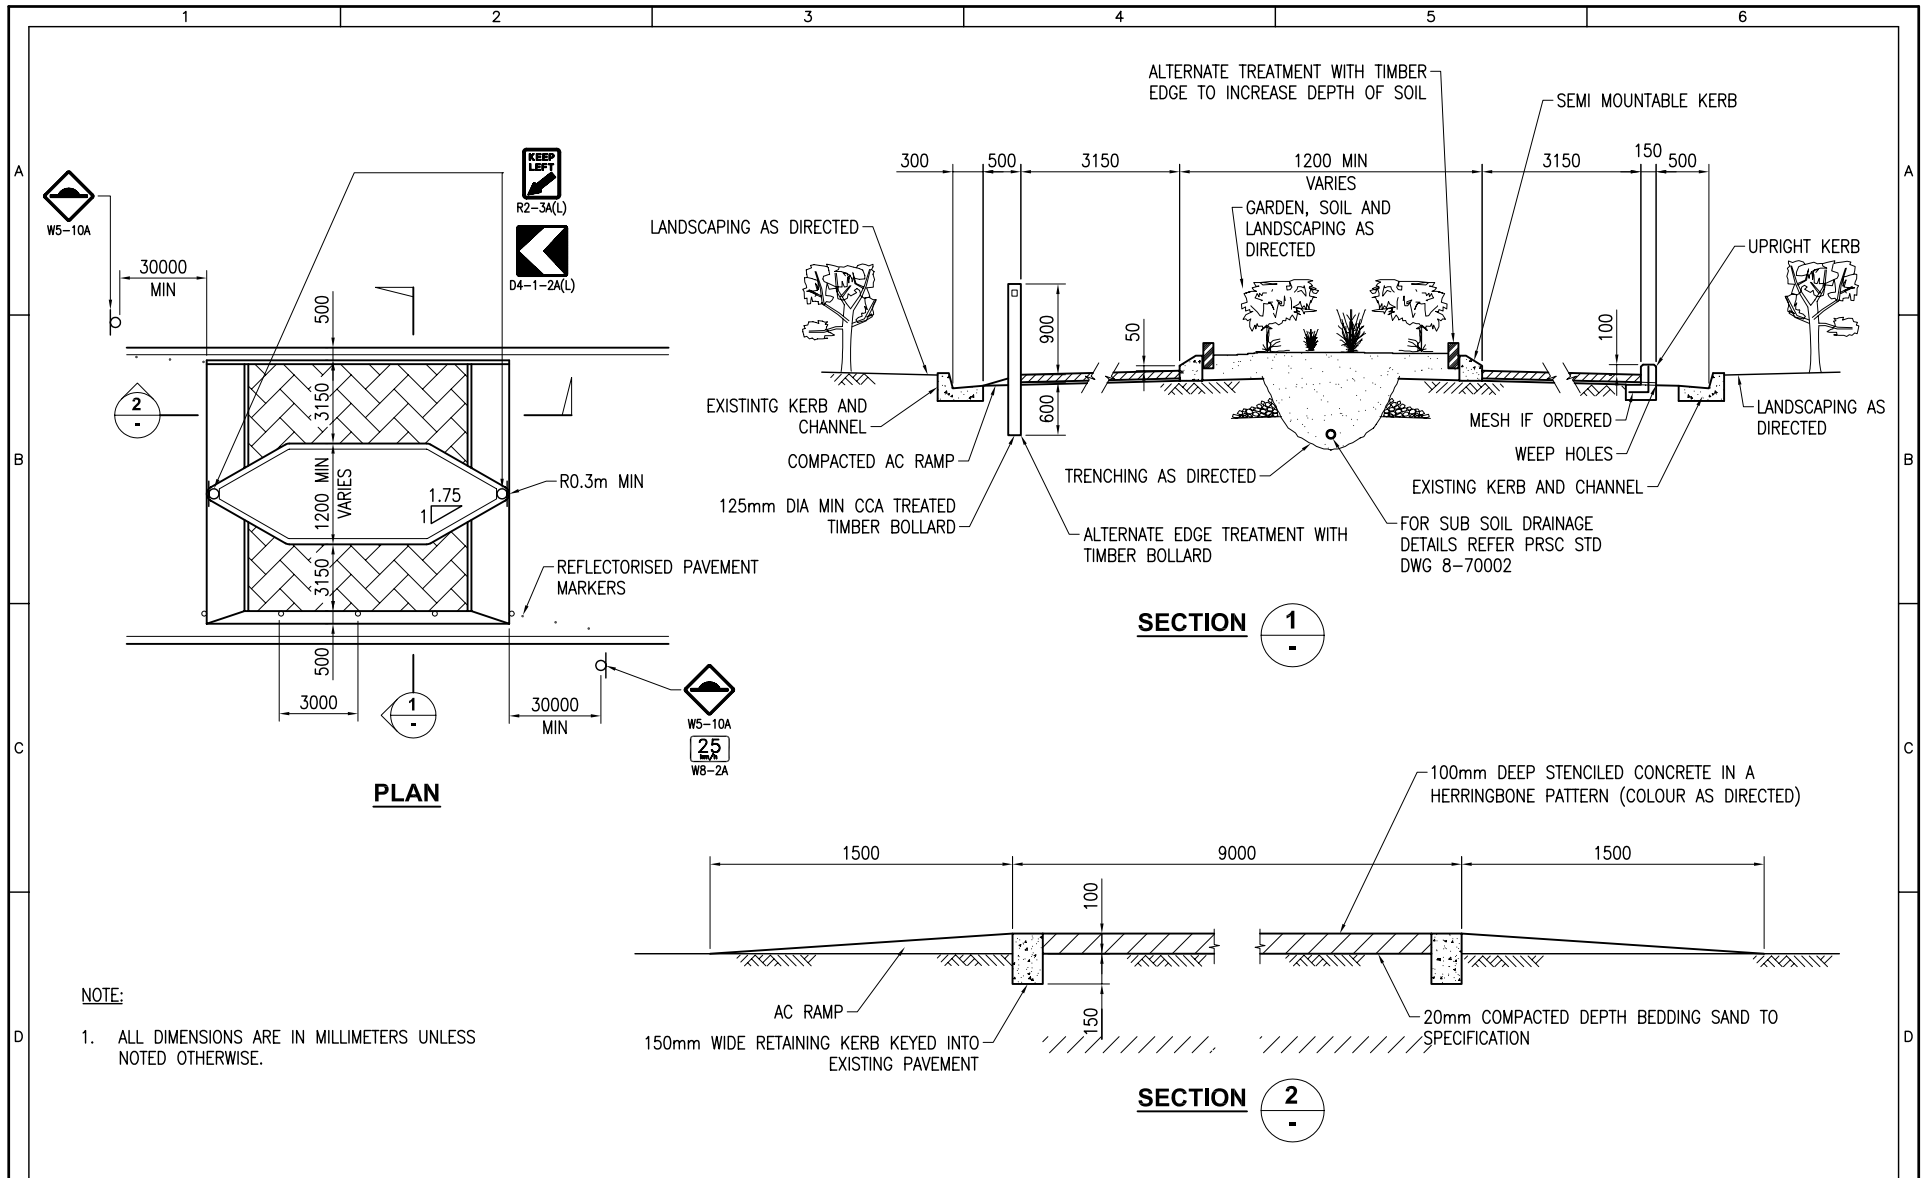 1
2
3
4
5
6
A
B
C
D
A
B
C
D
KEEP
LEFT
R2-3A(L)
D4-1-2A(L)
W5-10A
30000
MIN
500
3150
1200 MIN
VARIES
3150
500
1.75
1
R0.3m MIN
REFLECTORISED PAVEMENT
MARKERS
2
-
1
-
3000
30000
MIN
W5-10A
25
km/h
W8-2A
PLAN
ALTERNATE TREATMENT WITH TIMBER
EDGE TO INCREASE DEPTH OF SOIL
SEMI MOUNTABLE KERB
300
500
3150
1200 MIN
VARIES
3150
150
500
LANDSCAPING AS DIRECTED
GARDEN, SOIL AND
LANDSCAPING AS
DIRECTED
UPRIGHT KERB
900
600
50
100
EXISTINTG KERB AND
CHANNEL
COMPACTED AC RAMP
125mm DIA MIN CCA TREATED
TIMBER BOLLARD
TRENCHING AS DIRECTED
ALTERNATE EDGE TREATMENT WITH
TIMBER BOLLARD
MESH IF ORDERED
WEEP HOLES
EXISTING KERB AND CHANNEL
LANDSCAPING AS
DIRECTED
FOR SUB SOIL DRAINAGE
DETAILS REFER PRSC STD
DWG 8-70002
SECTION
1
-
100mm DEEP STENCILED CONCRETE IN A
HERRINGBONE PATTERN (COLOUR AS DIRECTED)
1500
9000
1500
100
150
AC RAMP
150mm WIDE RETAINING KERB KEYED INTO
EXISTING PAVEMENT
20mm COMPACTED DEPTH BEDDING SAND TO
SPECIFICATION
SECTION
2
-
NOTE:
1. ALL DIMENSIONS ARE IN MILLIMETERS UNLESS
NOTED OTHERWISE.